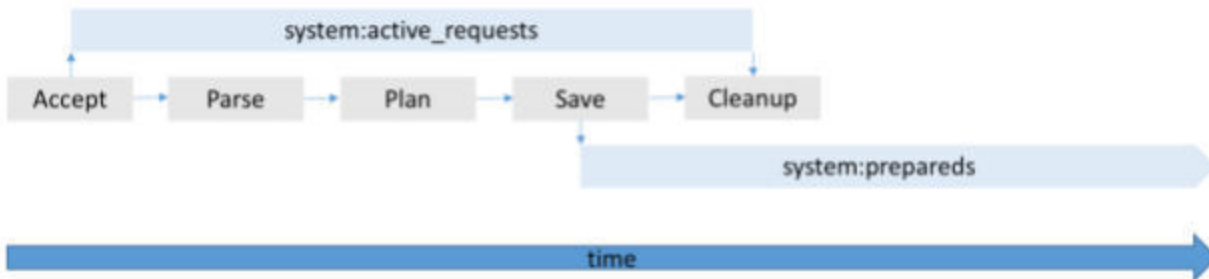 system:active_requests
Accept
Parse
Plan
Save
Cleanup
system:prepareds
time